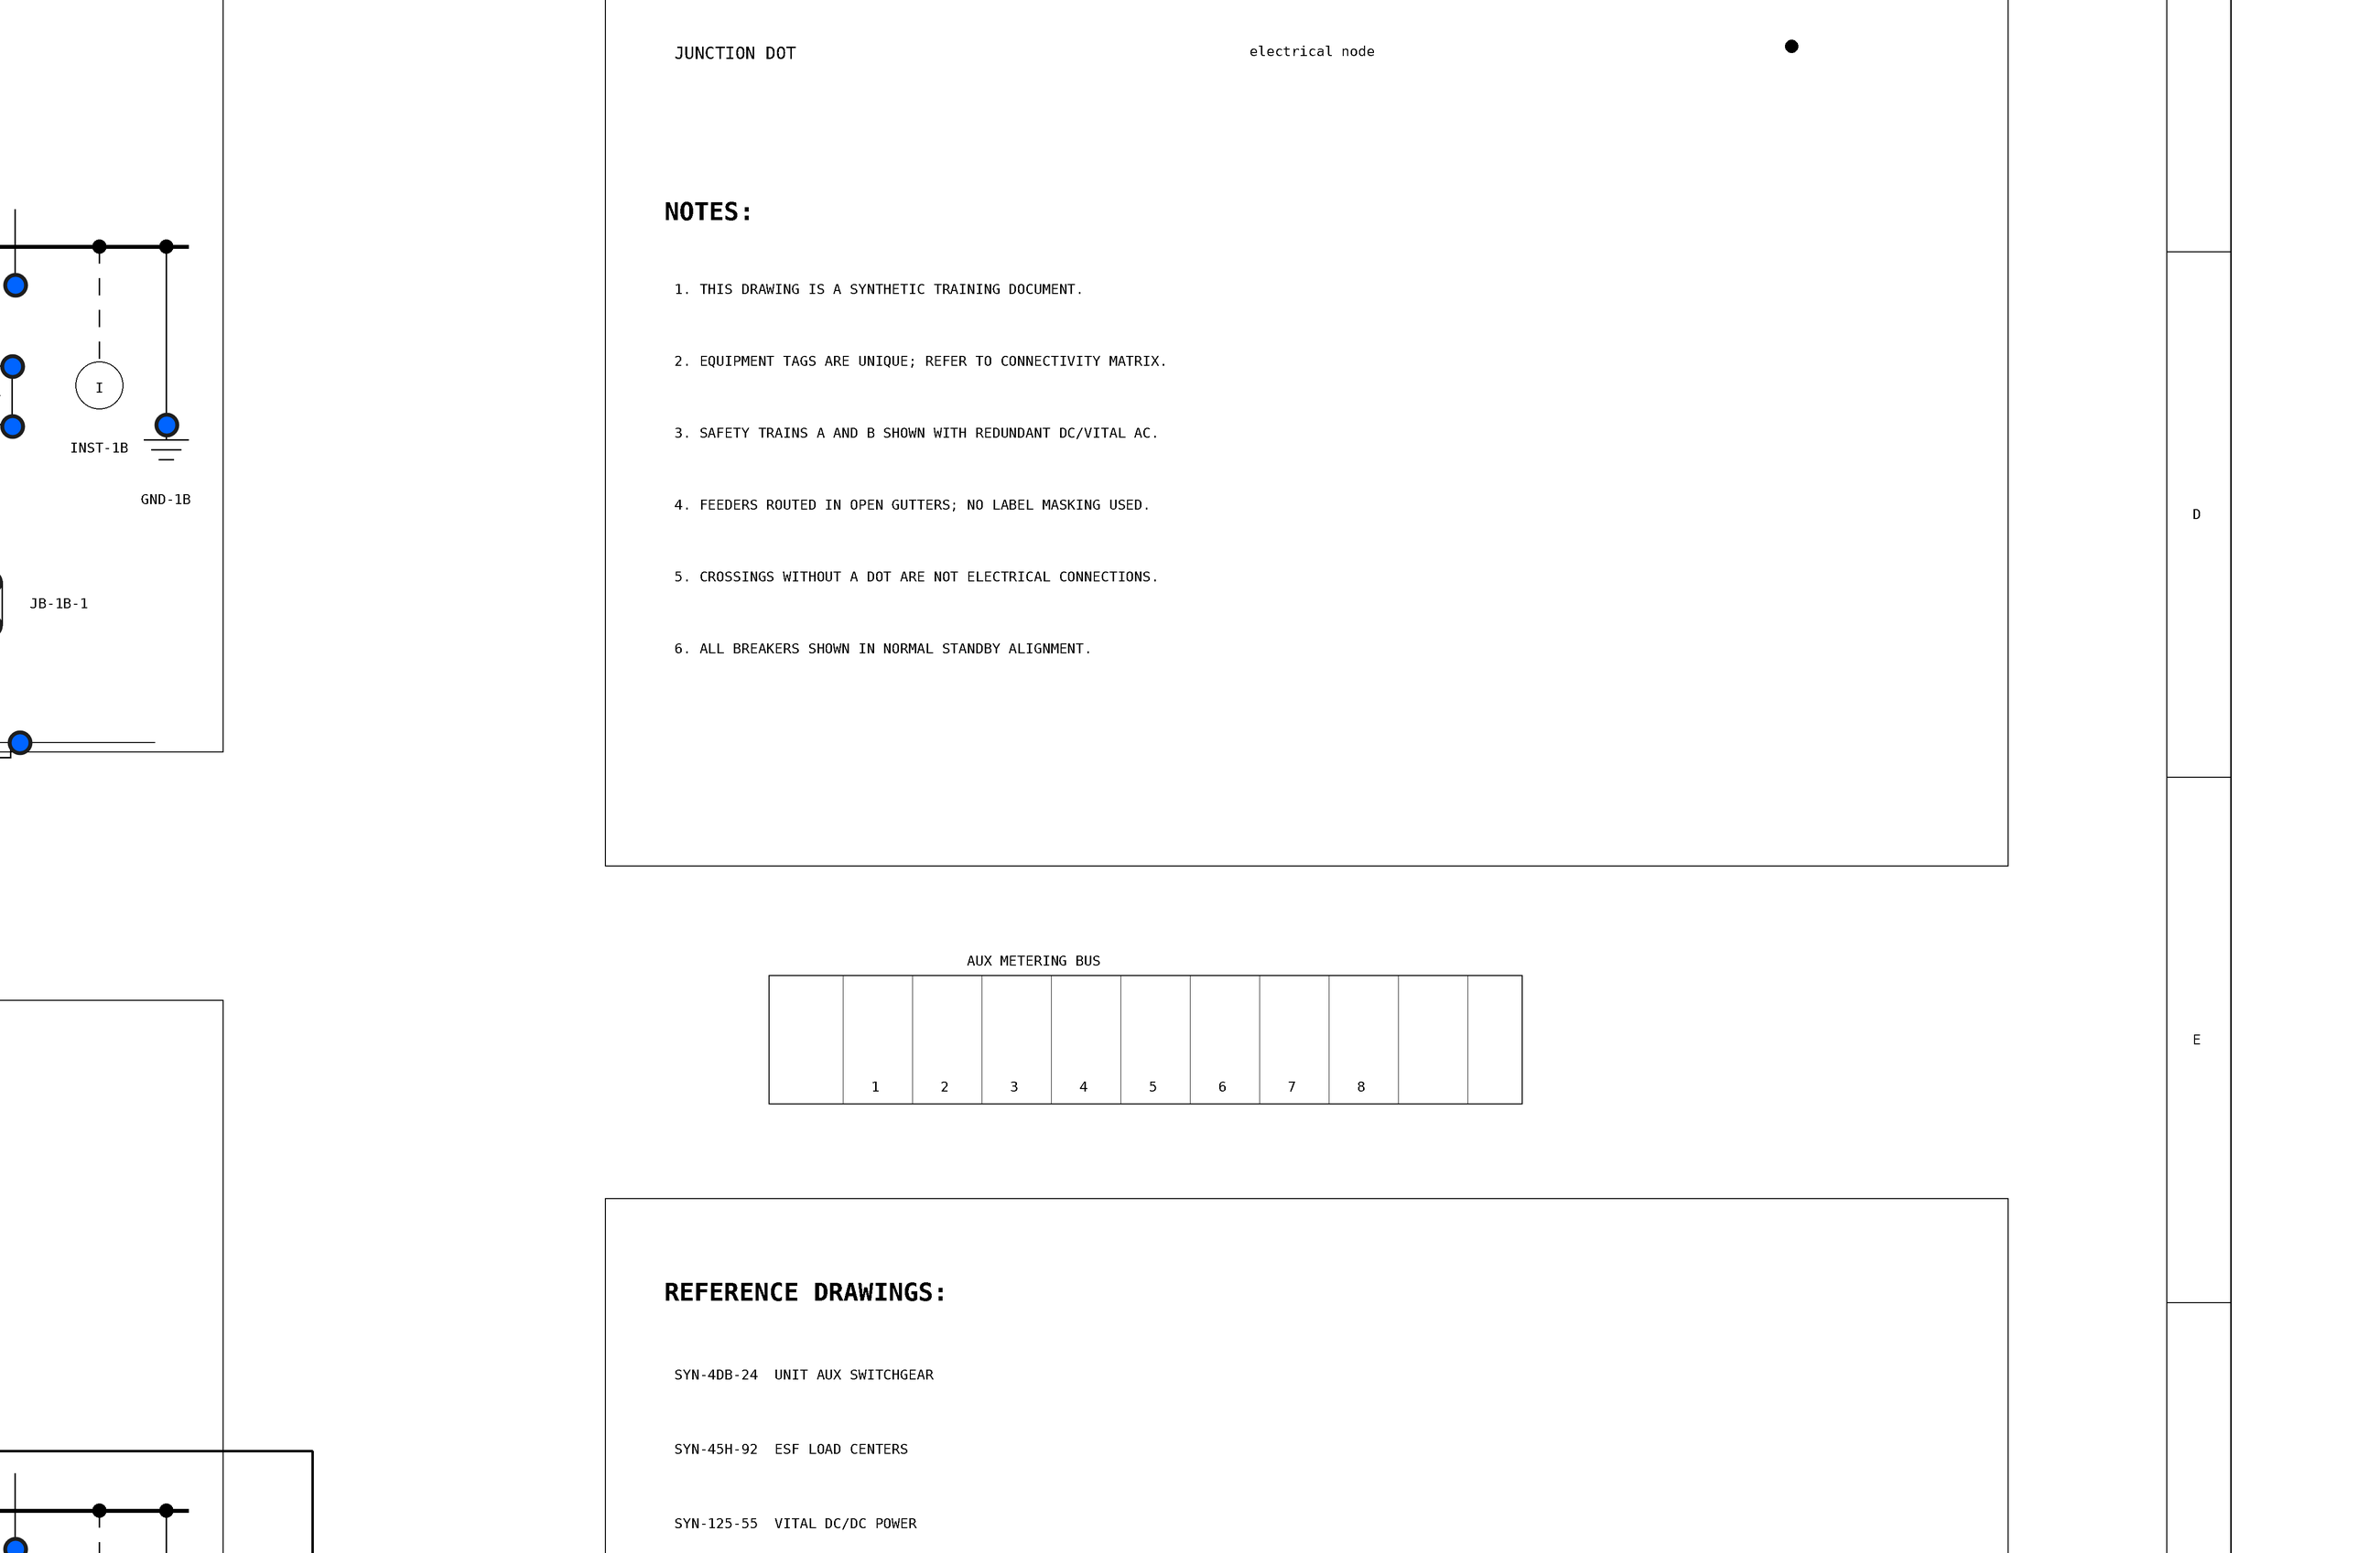 JUNCTION DOT electrical node
NOTES:
1. THIS DRAWING IS A SYNTHETIC TRAINING DOCUMENT.
2. EQUIPMENT TAGS ARE UNIQUE; REFER TO CONNECTIVITY MATRIX.
3. SAFETY TRAINS A AND B SHOWN WITH REDUNDANT DC/VITAL AC.
4. FEEDERS ROUTED IN OPEN GUTTERS; NO LABEL MASKING USED.
5. CROSSINGS WITHOUT A DOT ARE NOT ELECTRICAL CONNECTIONS.
6. ALL BREAKERS SHOWN IN NORMAL STANDBY ALIGNMENT.
I
INST-1B
GND-1B
JB-1B-1
D
AUX METERING BUS
1 2 3 4 5 6 7 8
E
REFERENCE DRAWINGS:
SYN-4DB-24 UNIT AUX SWITCHGEAR
SYN-45H-92 ESF LOAD CENTERS
SYN-125-55 VITAL DC/DC POWER